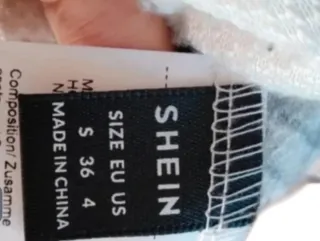 SHEIN
SIZE EU US
S 36 4
MADE IN CHINA
Composition/ Zusamme